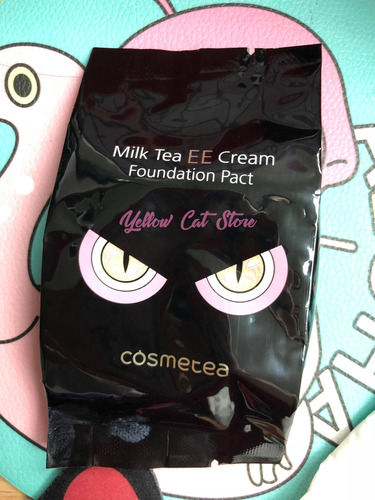 Milk Tea EE Cream
Foundation Pact
Yellow Cat Store
cosmetea